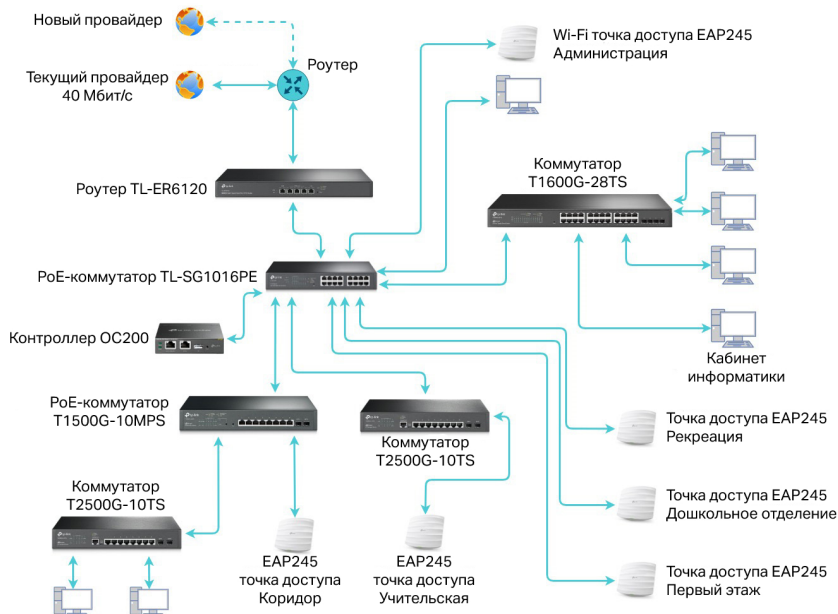 Новый провайдер
Текущий провайдер
40 Мбит/с
Роутер
Wi-Fi точка доступа EAP245
Администрация
Роутер TL-ER6120
Коммутатор
T1600G-28TS
PoE-коммутатор TL-SG1016PE
Контроллер OC200
Кабинет
информатики
PoE-коммутатор
T1500G-10MPS
Коммутатор
T2500G-10TS
Точка доступа EAP245
Рекреация
Коммутатор
T2500G-10TS
Точка доступа EAP245
Дошкольное отделение
EAP245
точка доступа
Коридор
EAP245
точка доступа
Учительская
Точка доступа EAP245
Первый этаж